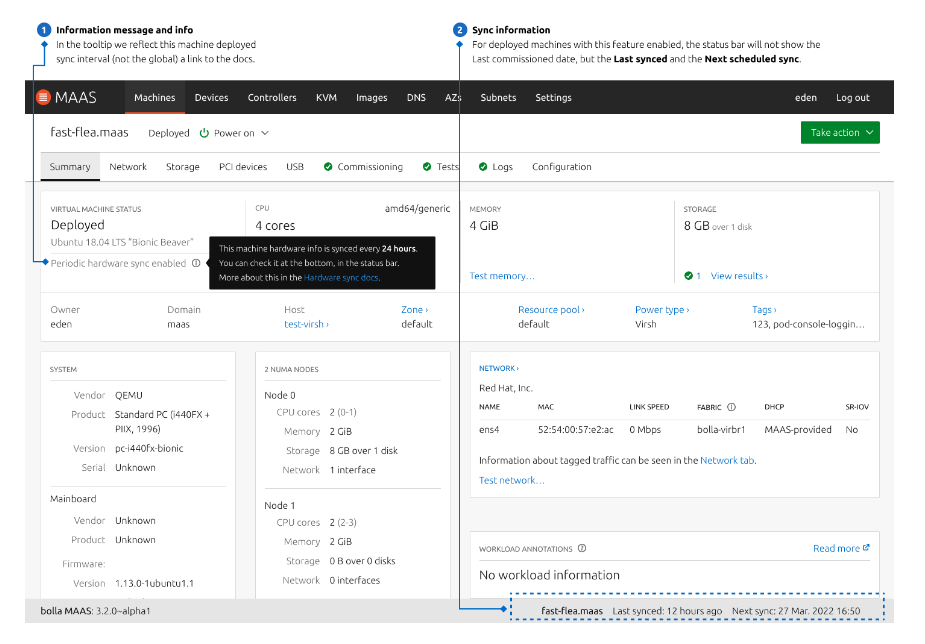 1 Information message and info
In the tooltip we reflect this machine deployed
sync interval (not the global) a link to the docs.
2 Sync information
For deployed machines with this feature enabled, the status bar will not show the
Last commissioned date, but the Last synced and the Next scheduled sync.
MAAS Machines Devices Controllers KVM Images DNS AZs Subnets Settings eden Log out
fast-flea.maas Deployed Power on Take action
Summary Network Storage PCI devices USB Commissioning Tests Logs Configuration
VIRTUAL MACHINE STATUS
Deployed
Ubuntu 18.04 LTS "Bionic Beaver"
Periodic hardware sync enabled
CPU amd64/generic
4 cores
This machine hardware info is synced every 24 hours.
You can check it at the bottom, in the status bar.
More about this in the Hardware sync docs.
MEMORY
4 GiB
Test memory…
STORAGE
8 GB over 1 disk
1 View results ›
Owner Domain Host Zone › Resource pool › Power type › Tags ›
eden maas test-virsh › default default Virsh 123, pod-console-loggin…
SYSTEM
Vendor QEMU
Product Standard PC (i440FX +
PIIX, 1996)
Version pc-i440fx-bionic
Serial Unknown
Mainboard
Vendor Unknown
Product Unknown
Firmware:
Version 1.13.0-1ubuntu1.1
2 NUMA NODES
Node 0
CPU cores 2 (0-1)
Memory 2 GiB
Storage 8 GB over 1 disk
Network 1 interface
Node 1
CPU cores 2 (2-3)
Memory 2 GiB
Storage 0 B over 0 disks
Network 0 interfaces
NETWORK ›
Red Hat, Inc.
NAME MAC LINK SPEED FABRIC DHCP SR-IOV
ens4 52:54:00:57:e2:ac 0 Mbps bolla-virbr1 MAAS-provided No
Information about tagged traffic can be seen in the Network tab.
Test network…
WORKLOAD ANNOTATIONS Read more
No workload information
bolla MAAS: 3.2.0~alpha1
fast-flea.maas Last synced: 12 hours ago Next sync: 27 Mar. 2022 16:50